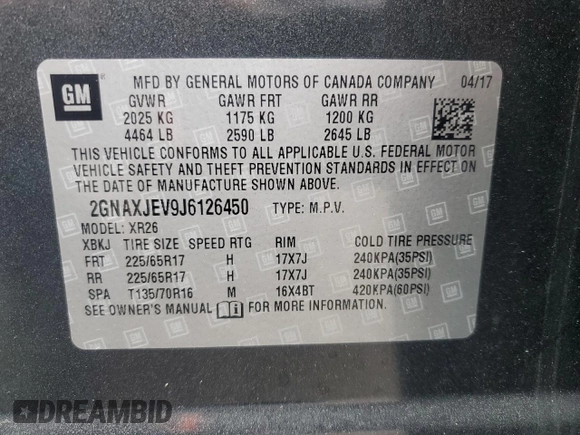 GM
MFD BY GENERAL MOTORS OF CANADA COMPANY 04/17
GVWR GAWR FRT GAWR RR
2025 KG 1175 KG 1200 KG
4464 LB 2590 LB 2645 LB
THIS VEHICLE CONFORMS TO ALL APPLICABLE U.S. FEDERAL MOTOR
VEHICLE SAFETY AND THEFT PREVENTION STANDARDS IN EFFECT ON
THE DATE OF MANUFACTURE SHOWN ABOVE.
2GNAXJEV9J6126450 TYPE: M.P.V.
MODEL: XR26
XBKJ TIRE SIZE SPEED RTG RIM COLD TIRE PRESSURE
FRT 225/65R17 H 17X7J 240KPA(35PSI)
RR 225/65R17 H 17X7J 240KPA(35PSI)
SPA T135/70R16 M 16X4BT 420KPA(60PSI)
SEE OWNER'S MANUAL FOR MORE INFORMATION
DREAMBID